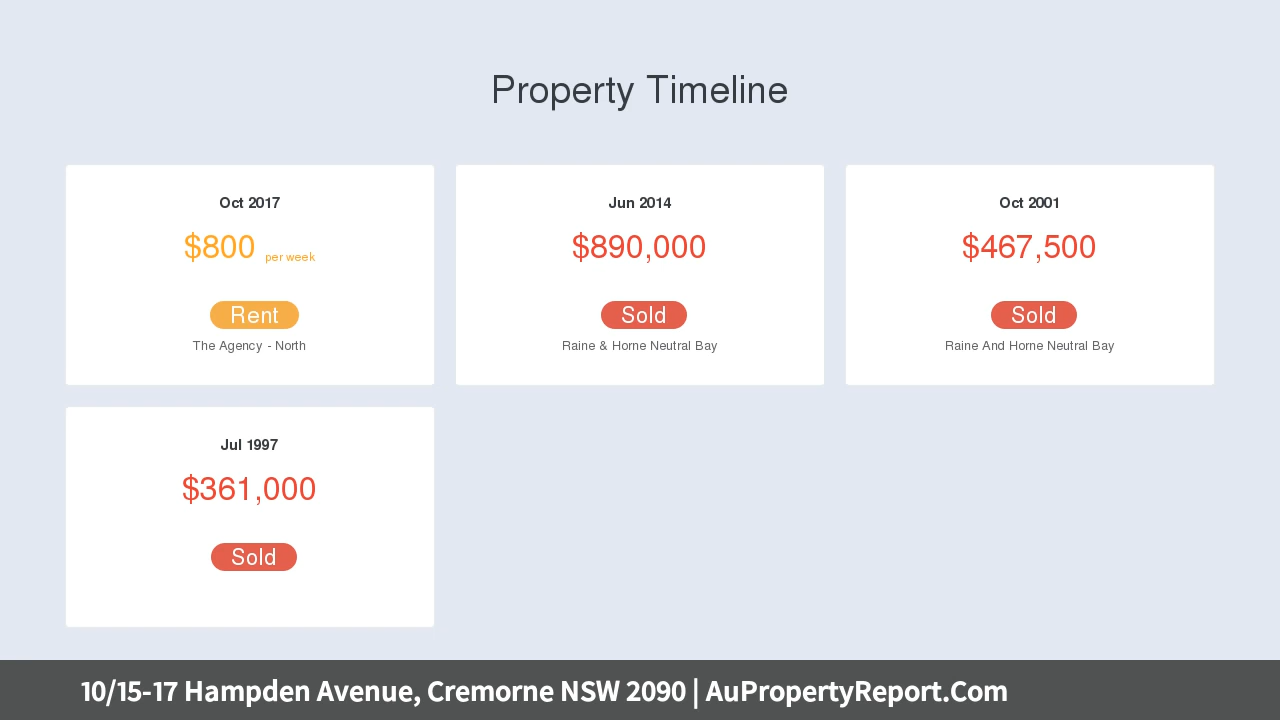 Property Timeline
Oct 2017
$800 per week
Rent
The Agency - North
Jun 2014
$890,000
Sold
Raine & Horne Neutral Bay
Oct 2001
$467,500
Sold
Raine And Horne Neutral Bay
Jul 1997
$361,000
Sold
10/15-17 Hampden Avenue, Cremorne NSW 2090 | AuPropertyReport.Com